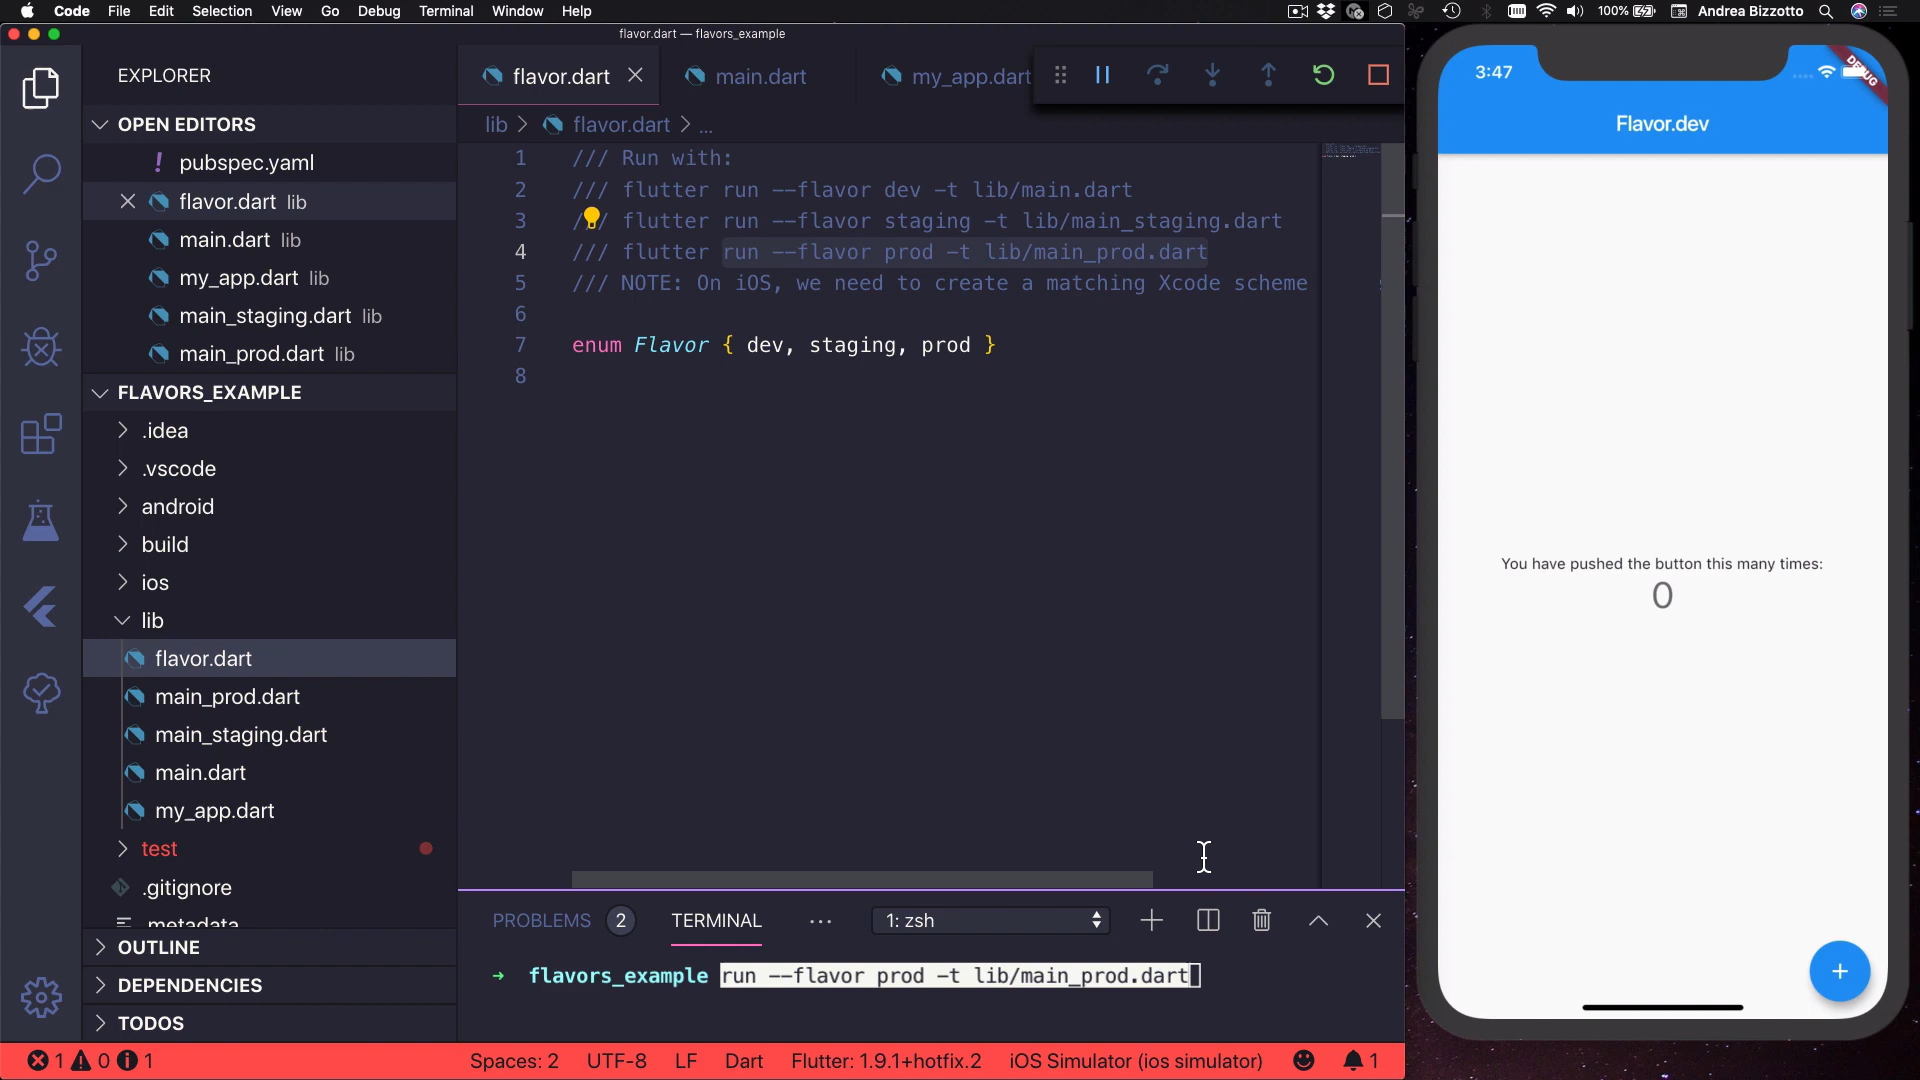 Code File Edit Selection View Go Debug Terminal Window Help
100% Andrea Bizzotto
flavor.dart — flavors_example
EXPLORER
OPEN EDITORS
pubspec.yaml
flavor.dart lib
main.dart lib
my_app.dart lib
main_staging.dart lib
main_prod.dart lib
FLAVORS_EXAMPLE
.idea
.vscode
android
build
ios
lib
flavor.dart
main_prod.dart
main_staging.dart
main.dart
my_app.dart
test
.gitignore
.metadata
OUTLINE
DEPENDENCIES
TODOS
flavor.dart main.dart my_app.dart
lib > flavor.dart > ...
1 /// Run with:
2 /// flutter run --flavor dev -t lib/main.dart
3 /// flutter run --flavor staging -t lib/main_staging.dart
4 /// flutter run --flavor prod -t lib/main_prod.dart
5 /// NOTE: On iOS, we need to create a matching Xcode scheme
6
7 enum Flavor { dev, staging, prod }
8
PROBLEMS 2 TERMINAL ... 1: zsh
→ flavors_example run --flavor prod -t lib/main_prod.dart
1 0 1 Spaces: 2 UTF-8 LF Dart Flutter: 1.9.1+hotfix.2 iOS Simulator (ios simulator) 1
3:47
DEBUG
Flavor.dev
You have pushed the button this many times:
0
+